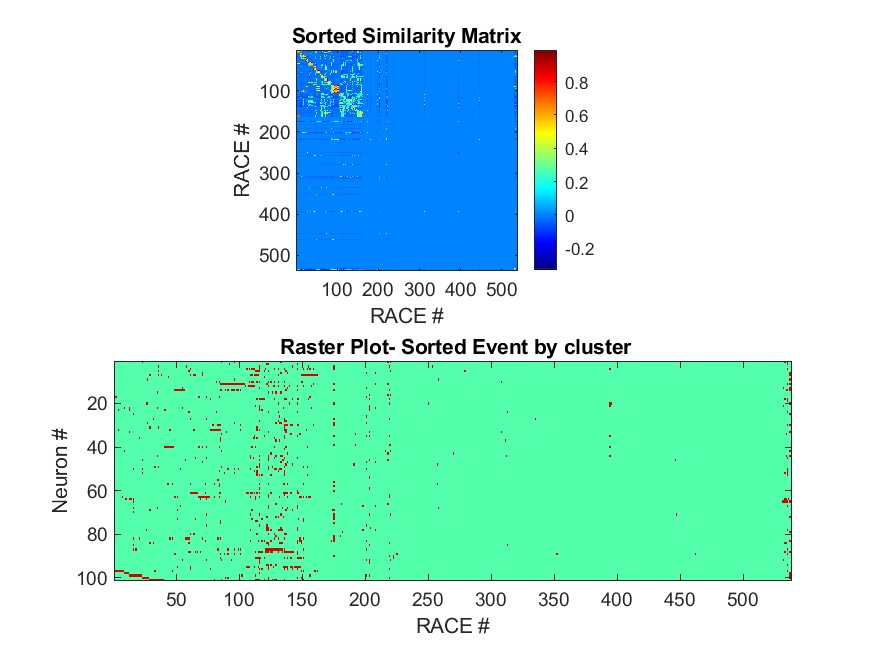 Sorted Similarity Matrix
RACE #
100
200
300
400
500
100 200 300 400 500
RACE #
0.8
0.6
0.4
0.2
0
-0.2
Raster Plot- Sorted Event by cluster
Neuron #
20
40
60
80
100
50 100 150 200 250 300 350 400 450 500
RACE #